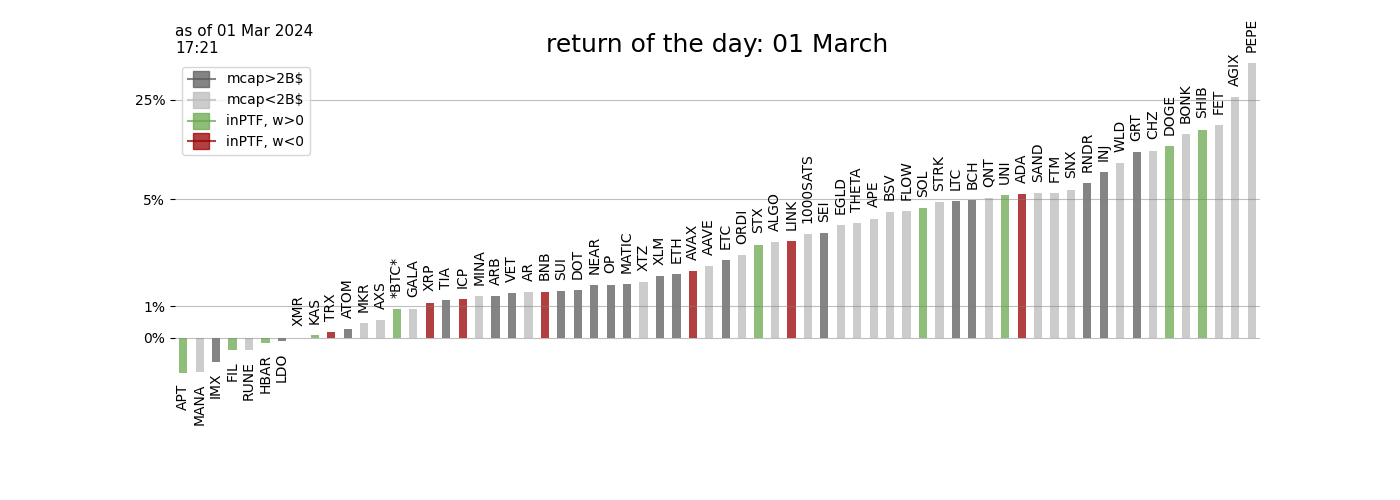 as of 01 Mar 2024
17:21
return of the day: 01 March
mcap>2B$
mcap<2B$
inPTF, w>0
inPTF, w<0
25%
5%
1%
0%
APT
MANA
IMX
FIL
RUNE
HBAR
LDO
XMR
KAS
TRX
ATOM
MKR
AXS
*BTC*
GALA
XRP
TIA
ICP
MINA
ARB
VET
AR
BNB
SUI
DOT
NEAR
OP
MATIC
XTZ
XLM
ETH
AVAX
AAVE
ETC
ORDI
STX
ALGO
LINK
1000SATS
SEI
EGLD
THETA
APE
BSV
FLOW
SOL
STRK
LTC
BCH
QNT
UNI
ADA
SAND
FTM
SNX
RNDR
INJ
WLD
GRT
CHZ
DOGE
BONK
SHIB
FET
AGIX
PEPE